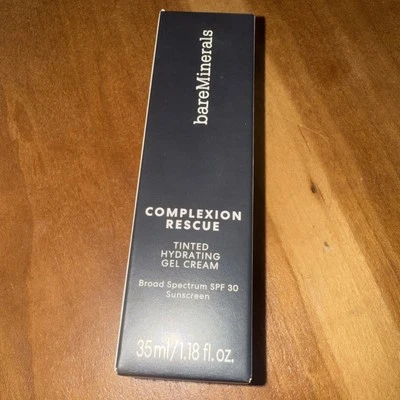 bareMinerals
COMPLEXION
RESCUE
TINTED
HYDRATING
GEL CREAM
Broad Spectrum SPF 30
Sunscreen
35ml/1.18 fl. oz.